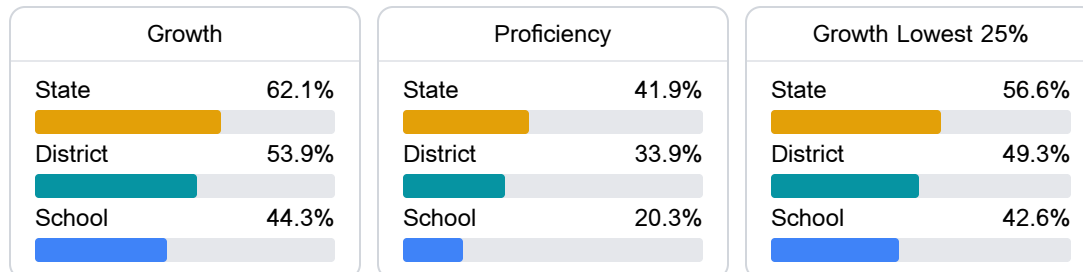 Growth
State 62.1%
District 53.9%
School 44.3%
Proficiency
State 41.9%
District 33.9%
School 20.3%
Growth Lowest 25%
State 56.6%
District 49.3%
School 42.6%